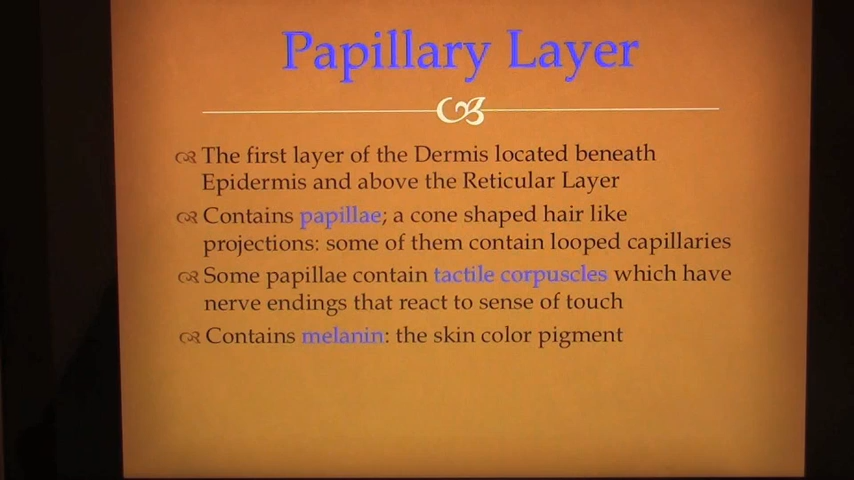 Papillary Layer
The first layer of the Dermis located beneath
Epidermis and above the Reticular Layer
Contains papillae; a cone shaped hair like
projections: some of them contain looped capillaries
Some papillae contain tactile corpuscles which have
nerve endings that react to sense of touch
Contains melanin: the skin color pigment